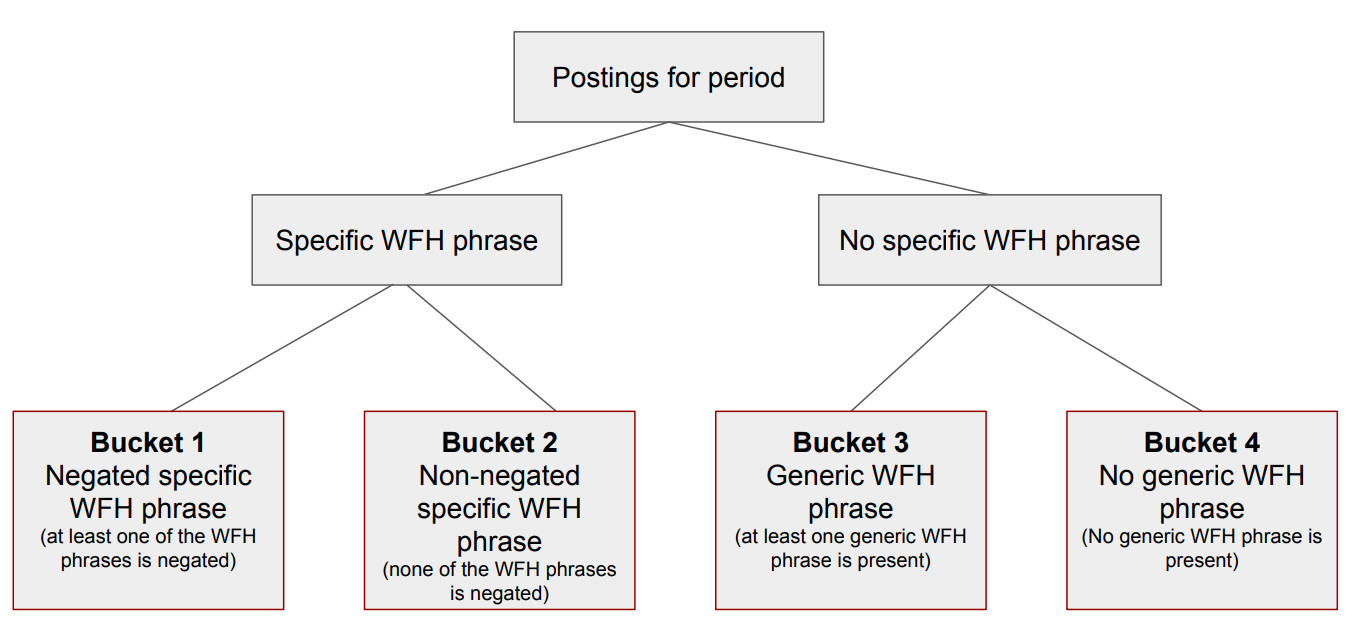 Postings for period
Specific WFH phrase
No specific WFH phrase
Bucket 1
Negated specific
WFH phrase
(at least one of the WFH
phrases is negated)
Bucket 2
Non-negated
specific WFH
phrase
(none of the WFH phrases
is negated)
Bucket 3
Generic WFH
phrase
(at least one generic WFH
phrase is present)
Bucket 4
No generic WFH
phrase
(No generic WFH phrase is
present)